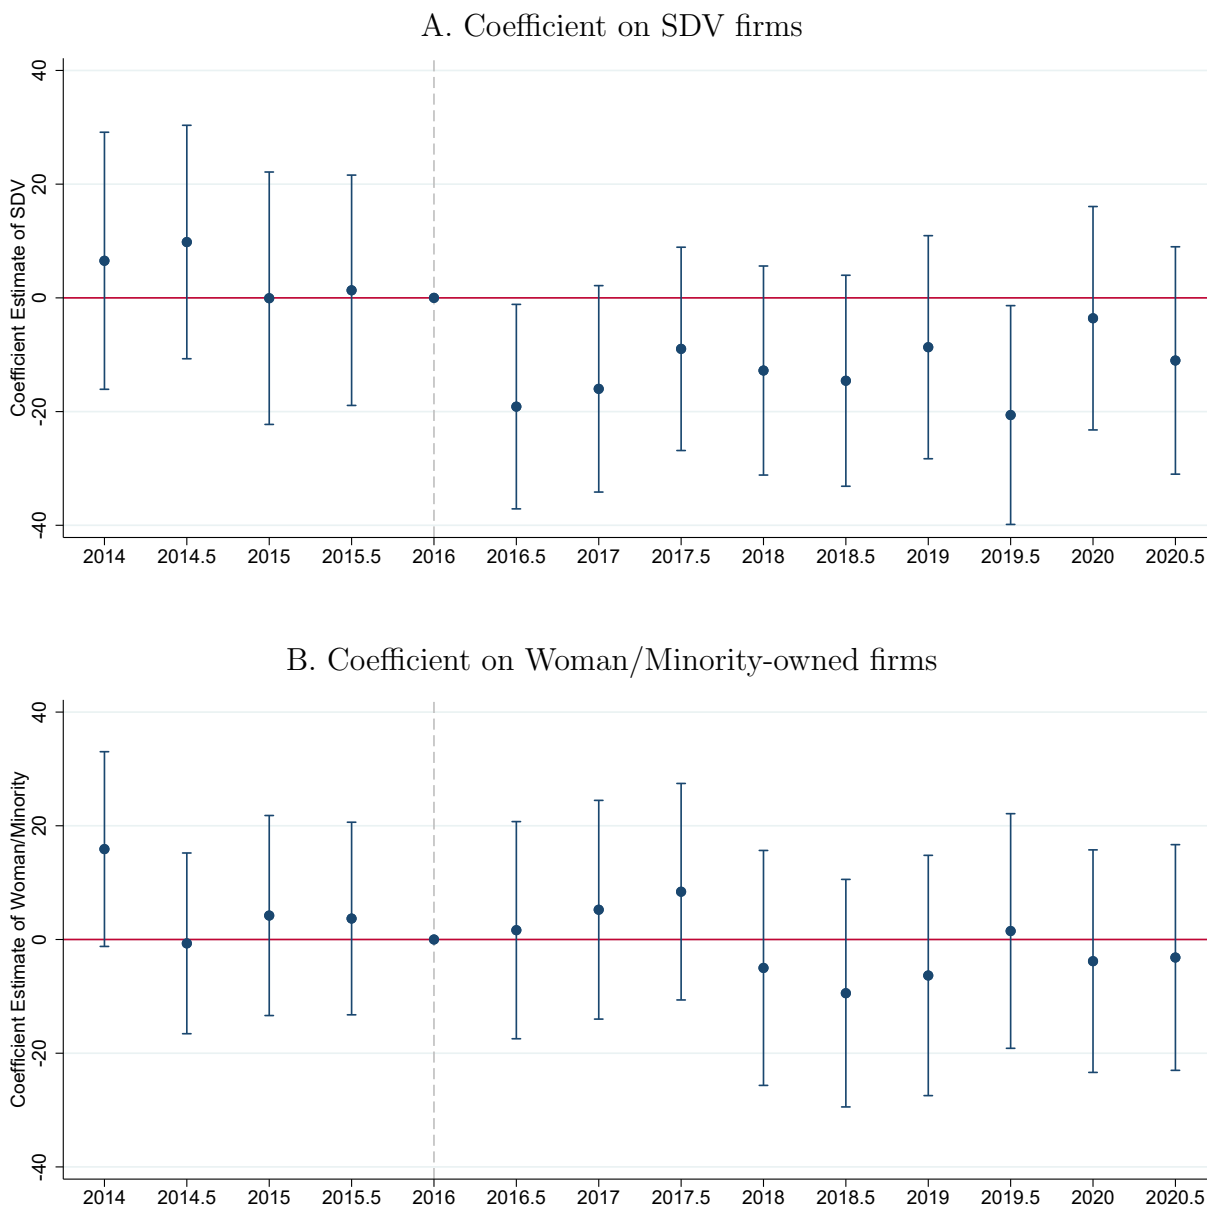 A. Coefficient on SDV firms
Coefficient Estimate of SDV
40
20
0
-20
-40
2014 2014.5 2015 2015.5 2016 2016.5 2017 2017.5 2018 2018.5 2019 2019.5 2020 2020.5
B. Coefficient on Woman/Minority-owned firms
Coefficient Estimate of Woman/Minority
40
20
0
-20
-40
2014 2014.5 2015 2015.5 2016 2016.5 2017 2017.5 2018 2018.5 2019 2019.5 2020 2020.5